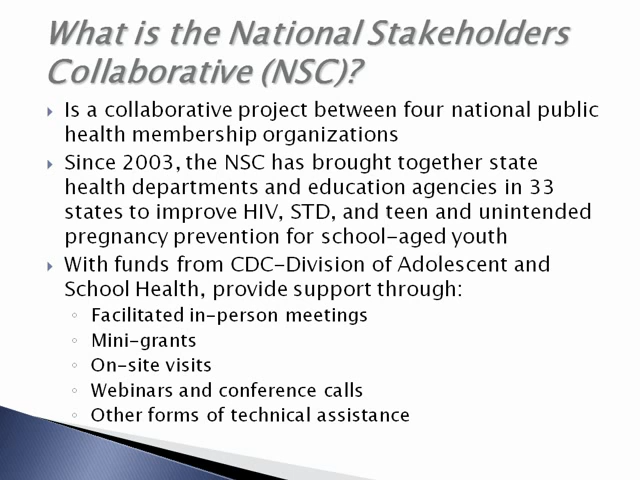 What is the National Stakeholders
Collaborative (NSC)?
Is a collaborative project between four national public
health membership organizations
Since 2003, the NSC has brought together state
health departments and education agencies in 33
states to improve HIV, STD, and teen and unintended
pregnancy prevention for school-aged youth
With funds from CDC-Division of Adolescent and
School Health, provide support through:
Facilitated in-person meetings
Mini-grants
On-site visits
Webinars and conference calls
Other forms of technical assistance